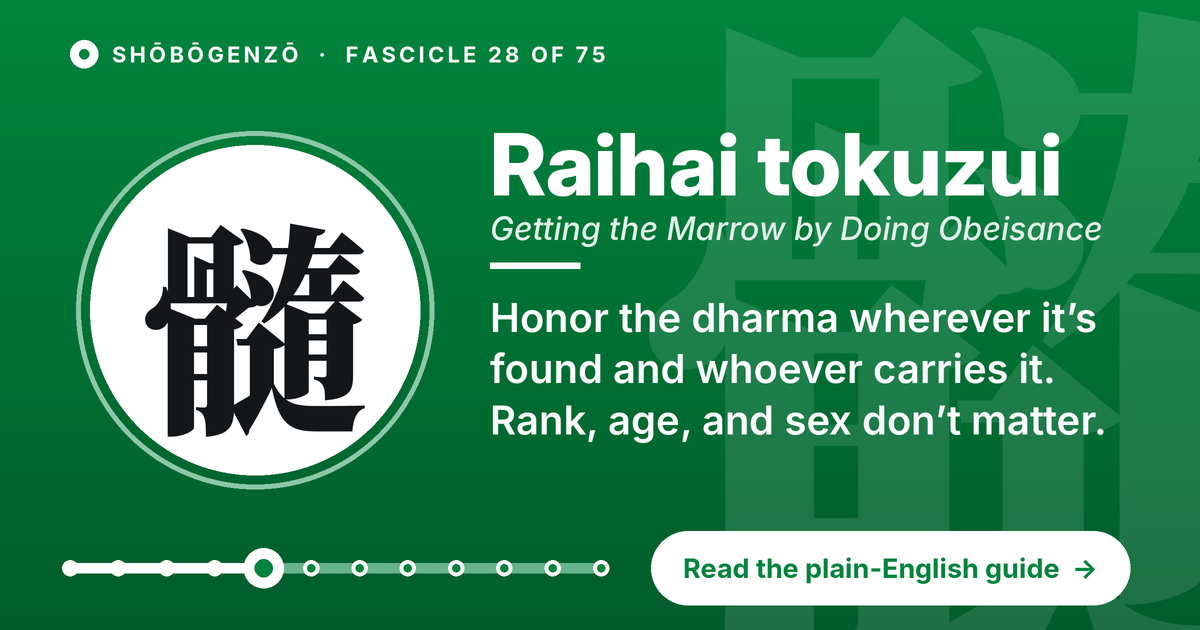 SHŌBŌGENZŌ · FASCICLE 28 OF 75
髄
Raihai tokuzui
Getting the Marrow by Doing Obeisance
Honor the dharma wherever it’s
found and whoever carries it.
Rank, age, and sex don’t matter.
Read the plain-English guide →